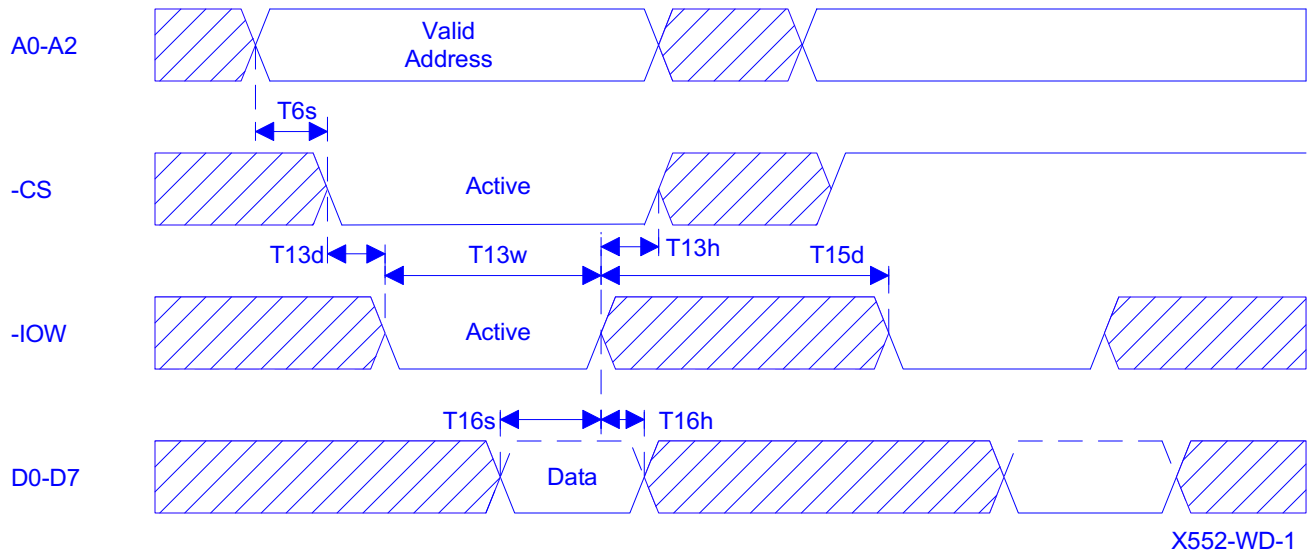 A0-A2
Valid
Address
T6s
-CS
Active
T13d
T13w
T13h
T15d
-IOW
Active
T16s
T16h
D0-D7
Data
X552-WD-1